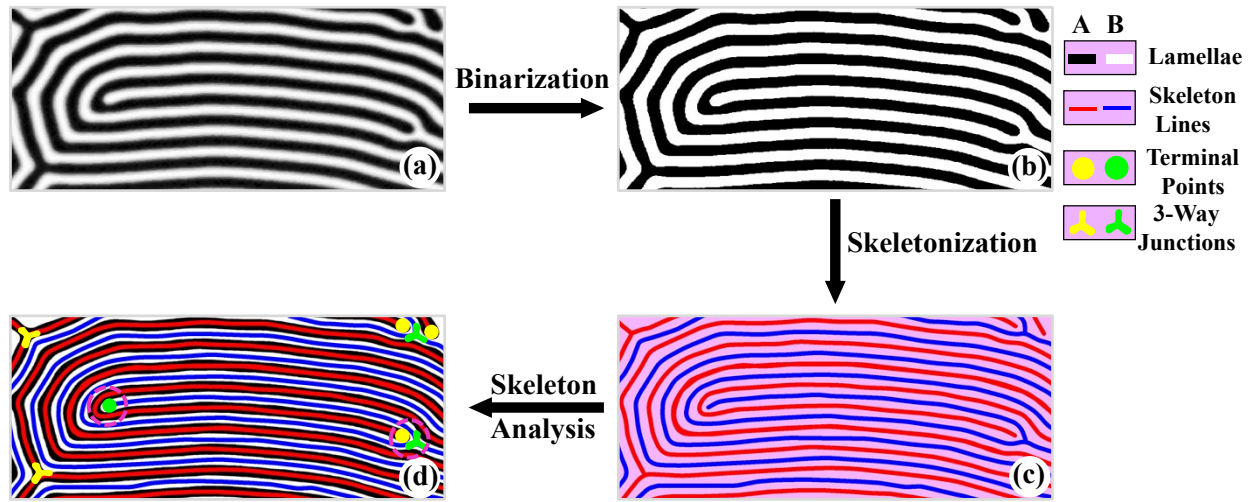 A B
Lamellae
Binarization
Skeleton
Lines
(a)
(b)
Terminal
Points
3-Way
Junctions
Skeletonization
Skeleton
Analysis
(d)
(c)